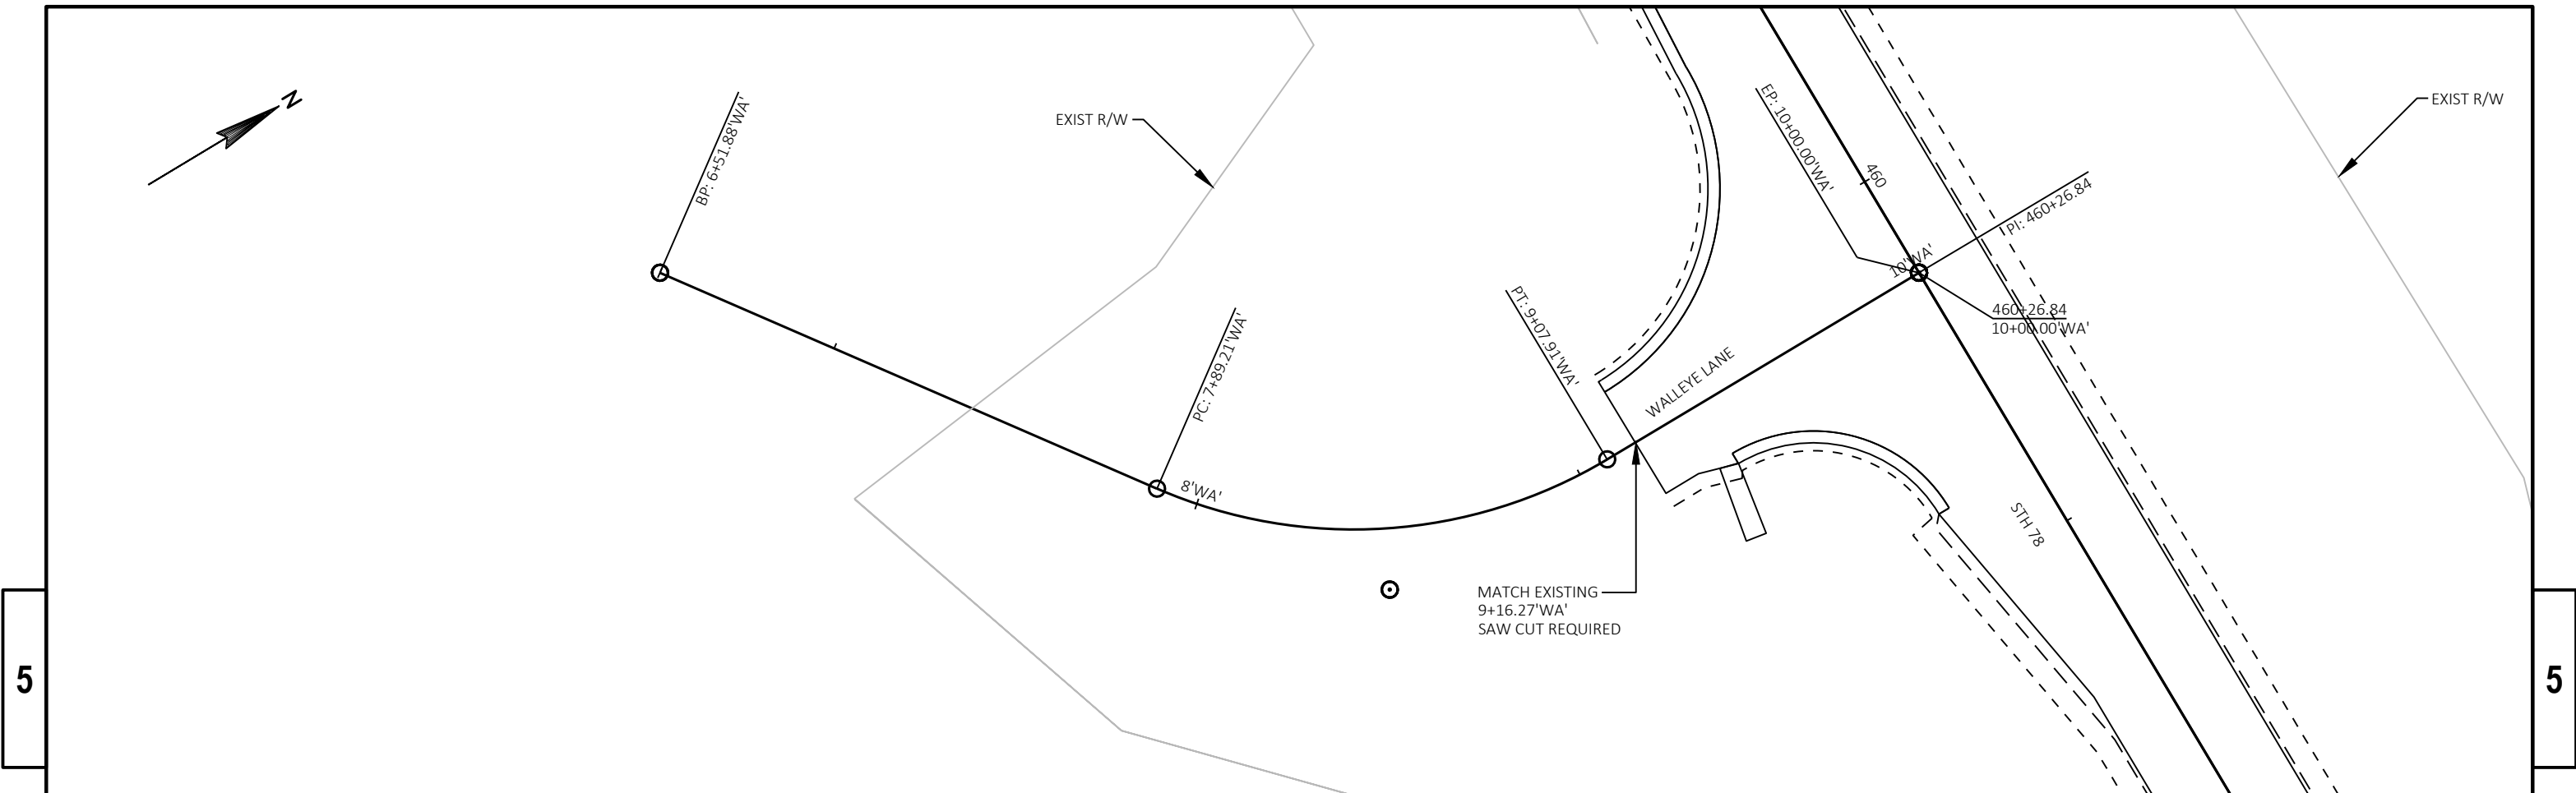 N
BP: 6+51.88'WA'
EXIST R/W
EP: 10+00.00'WA'
460
EXIST R/W
PI: 460+26.84
10'WA'
460+26.84
10+00.00'WA'
PC: 7+89.21'WA'
PT: 9+07.91'WA'
WALLEYE LANE
8'WA'
STH 78
MATCH EXISTING
9+16.27'WA'
SAW CUT REQUIRED
5
5